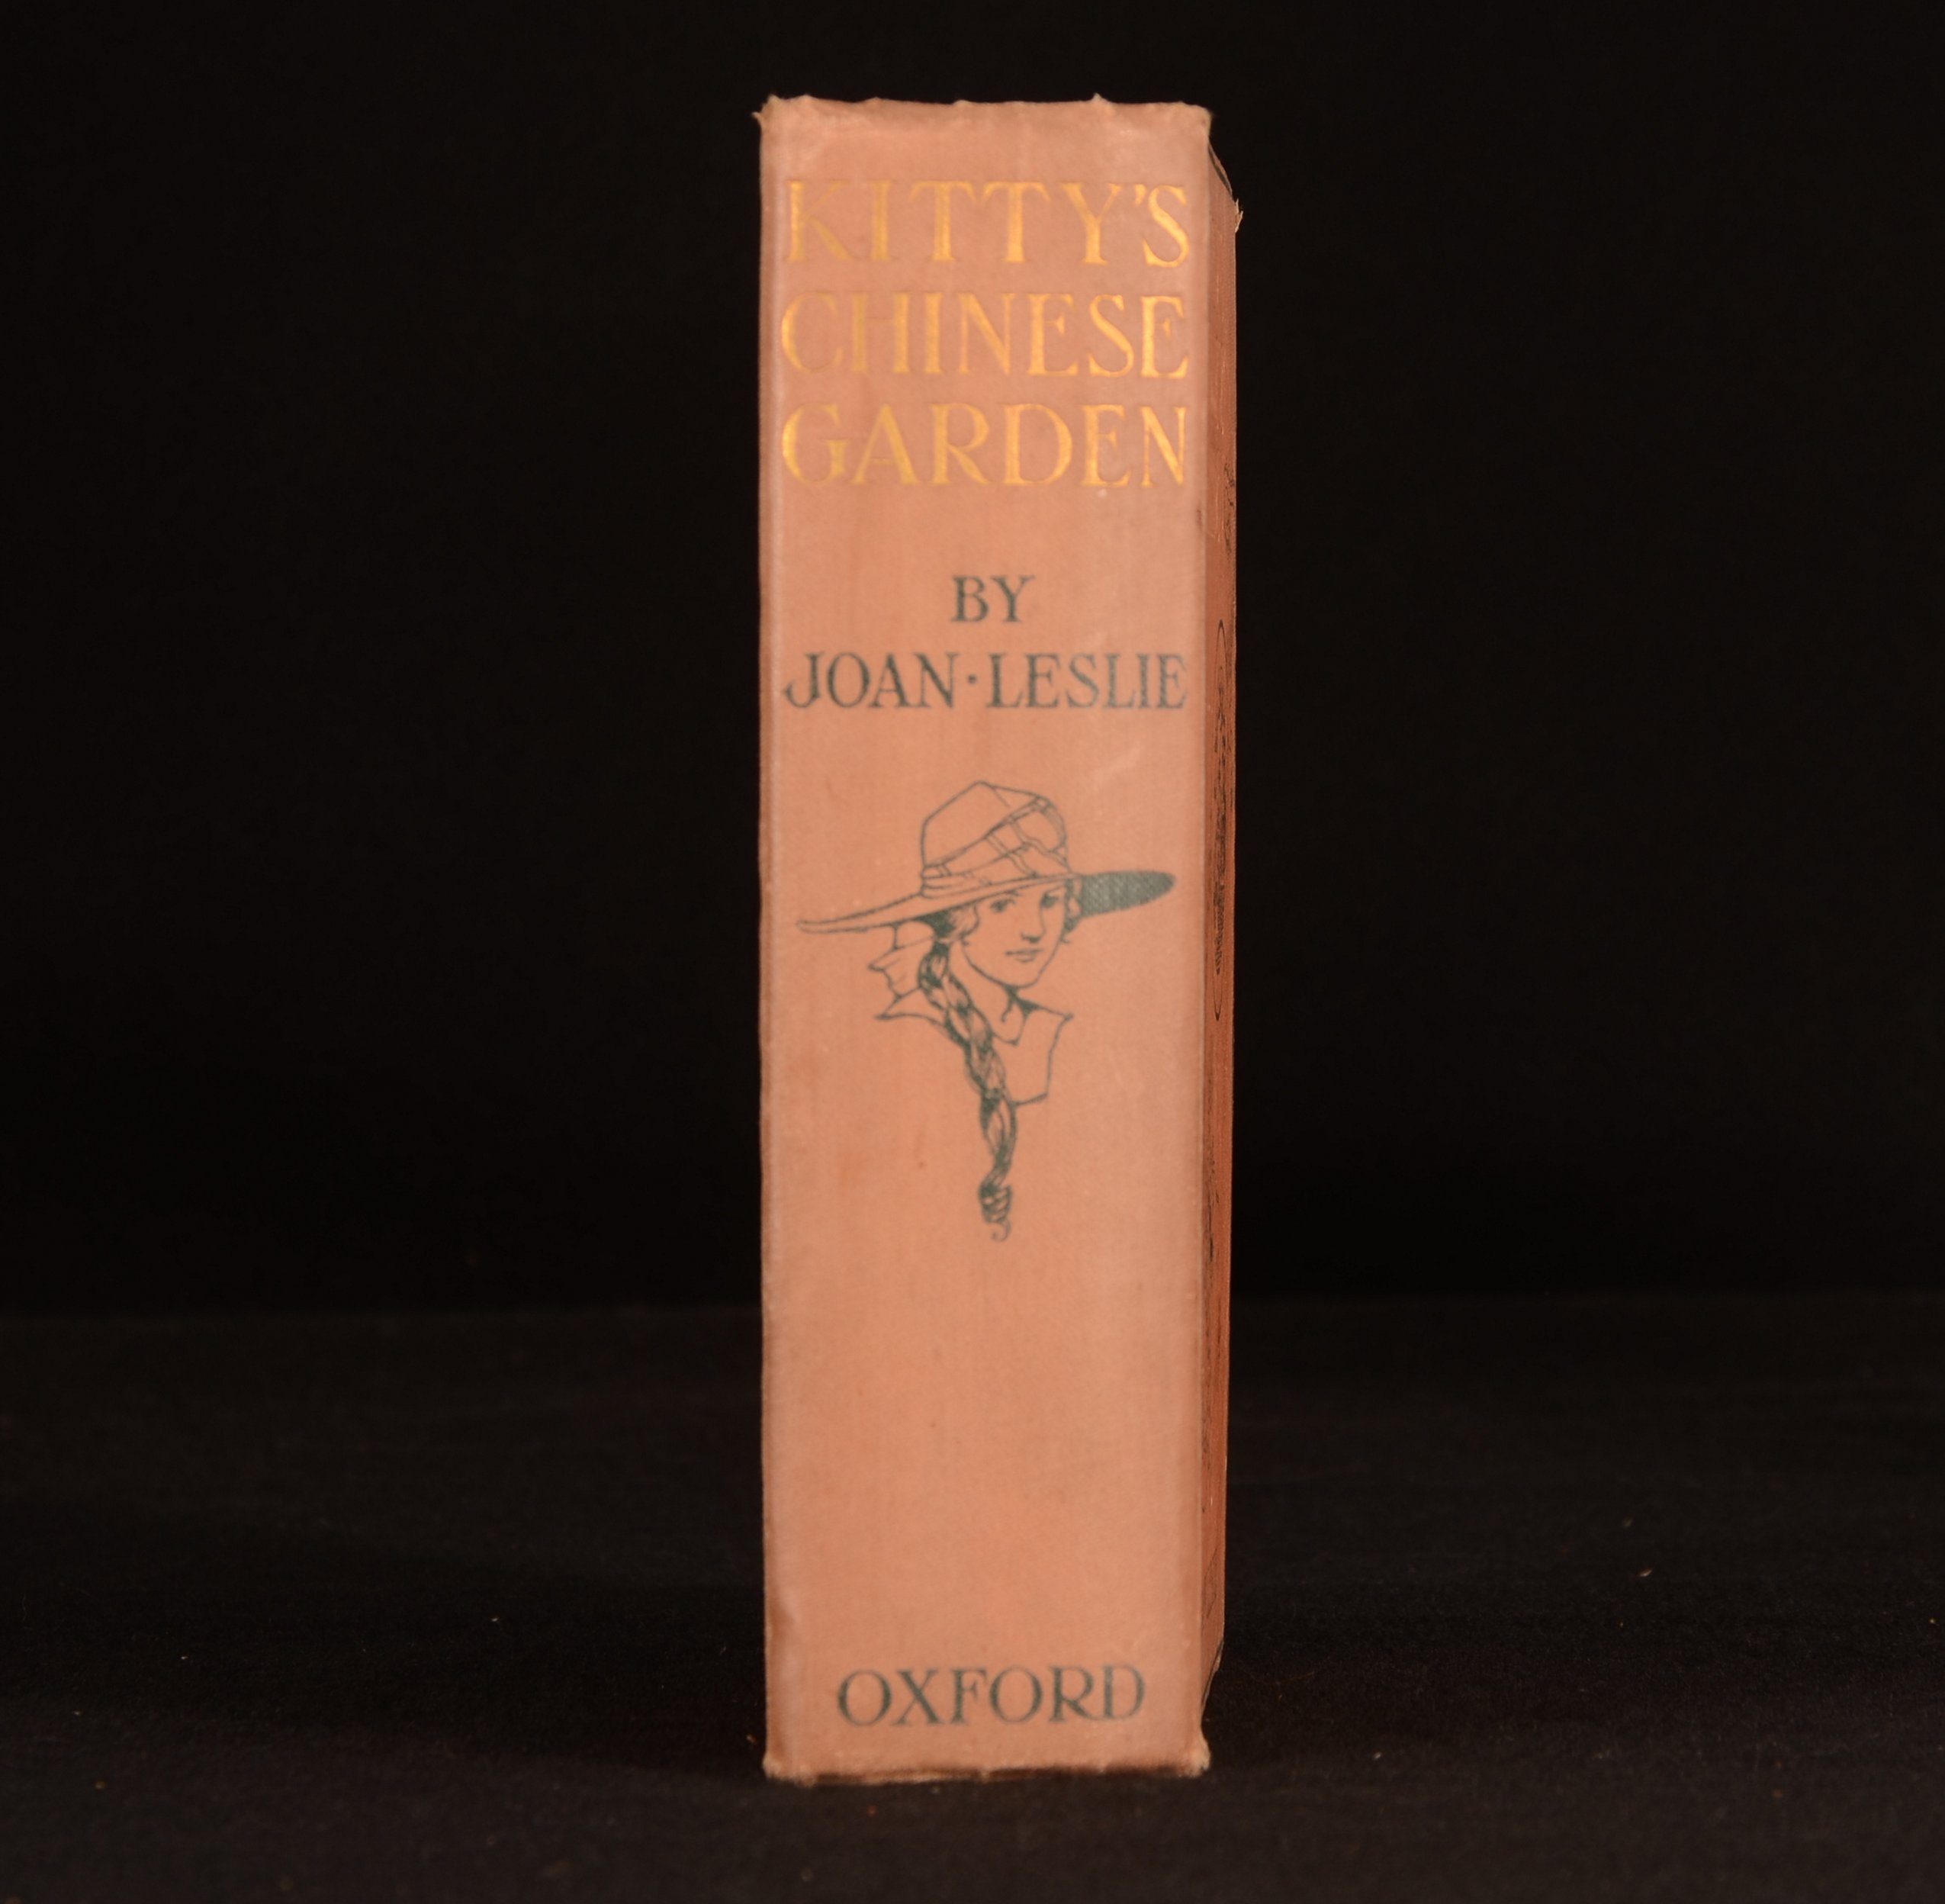 KITTY'S
CHINESE
GARDEN
BY
JOAN·LESLIE
OXFORD